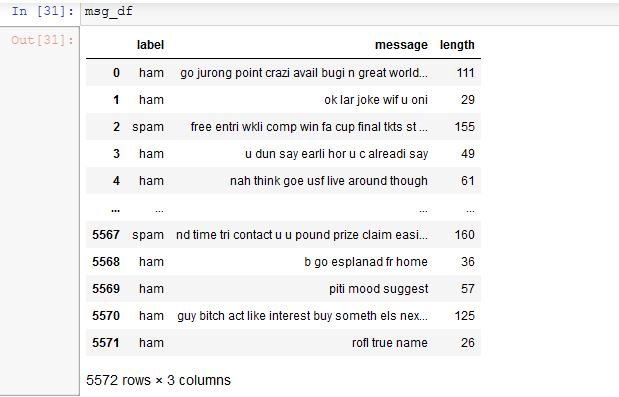 In [31]: msg_df
Out[31]:
label message length
0 ham go jurong point crazi avail bugi n great world... 111
1 ham ok lar joke wif u oni 29
2 spam free entri wkli comp win fa cup final tkts st ... 155
3 ham u dun say earli hor u c alreadi say 49
4 ham nah think goe usf live around though 61
... ... ... ...
5567 spam nd time tri contact u u pound prize claim easi... 160
5568 ham b go esplanad fr home 36
5569 ham piti mood suggest 57
5570 ham guy bitch act like interest buy someth els nex... 125
5571 ham rofl true name 26
5572 rows × 3 columns